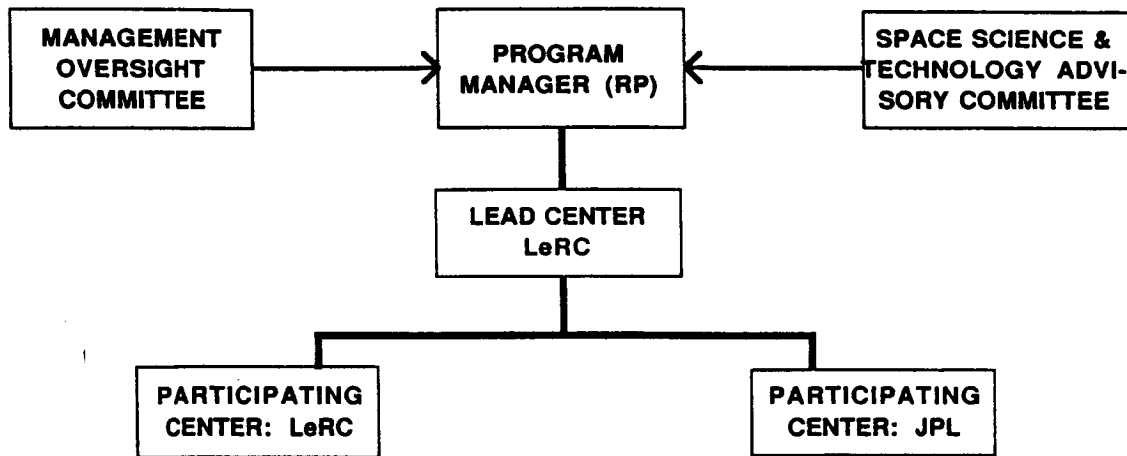 MANAGEMENT
OVERSIGHT
COMMITTEE
PROGRAM
MANAGER (RP)
SPACE SCIENCE &
TECHNOLOGY ADVI-
SORY COMMITTEE
LEAD CENTER
LeRC
PARTICIPATING
CENTER: LeRC
PARTICIPATING
CENTER: JPL